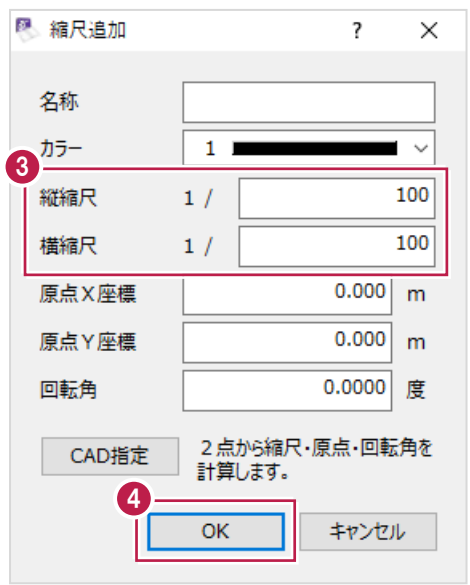 縮尺追加 ? ×
名称
カラー 1
3
縦縮尺 1 / 100
横縮尺 1 / 100
原点X座標 0.000 m
原点Y座標 0.000 m
回転角 0.0000 度
CAD指定 2点から縮尺・原点・回転角を
計算します。
4
OK キャンセル